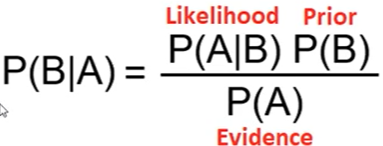 Likelihood Prior
P(A|B) P(B)
P(B|A) =
P(A)
Evidence